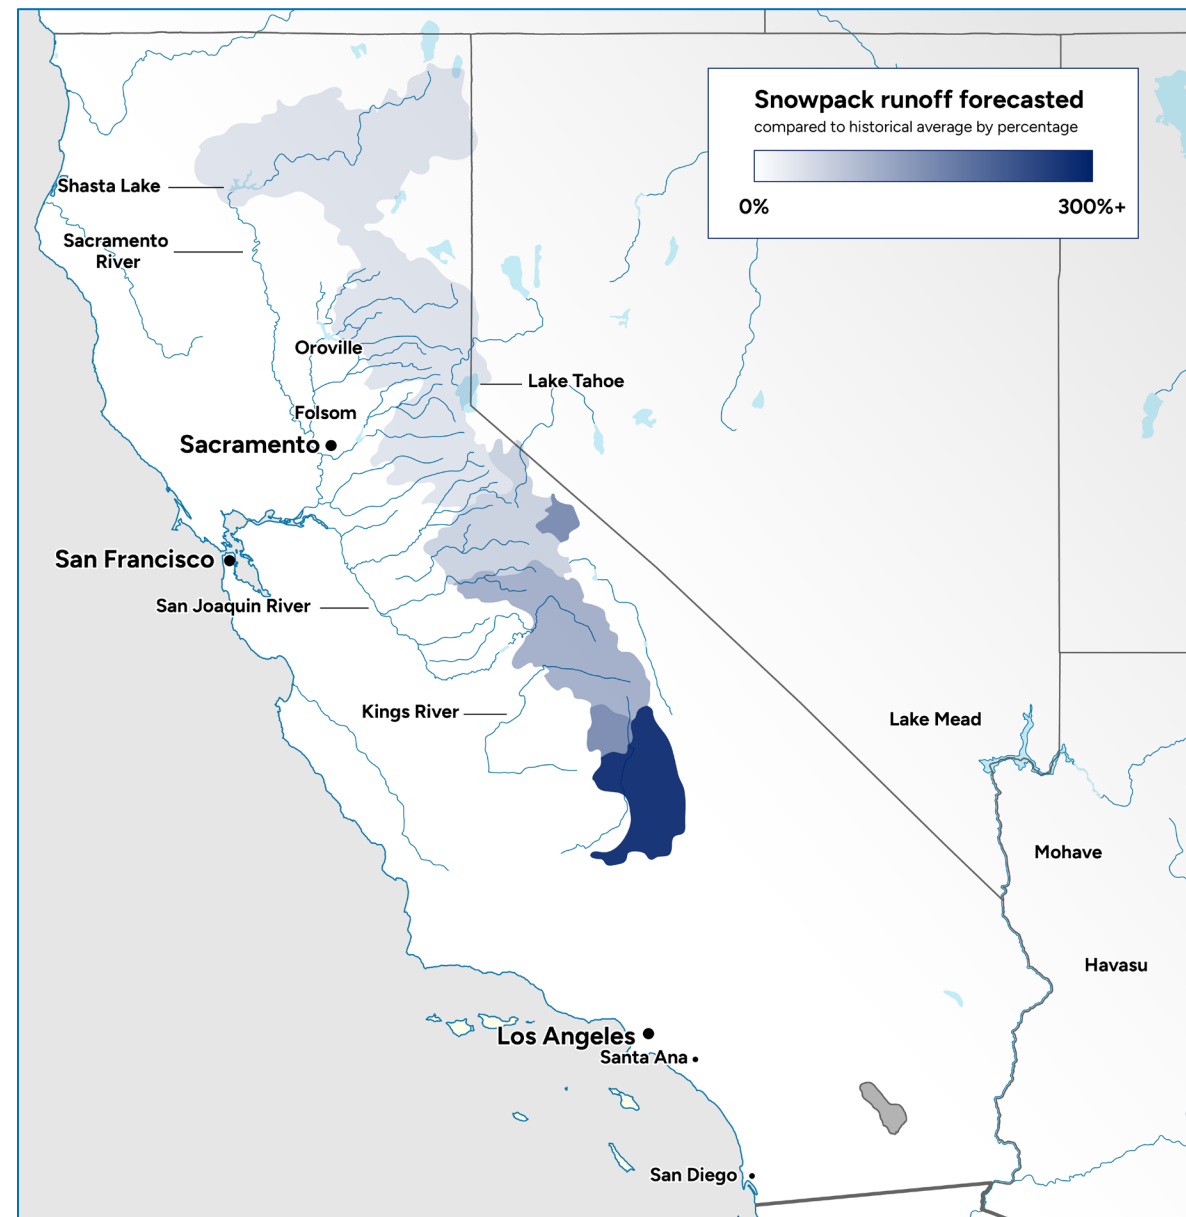 Snowpack runoff forecasted
compared to historical average by percentage
0%
300%+
Shasta Lake
Sacramento
River
Oroville
Lake Tahoe
Folsom
Sacramento
San Francisco
San Joaquin River
Kings River
Lake Mead
Mohave
Havasu
Los Angeles
Santa Ana
San Diego